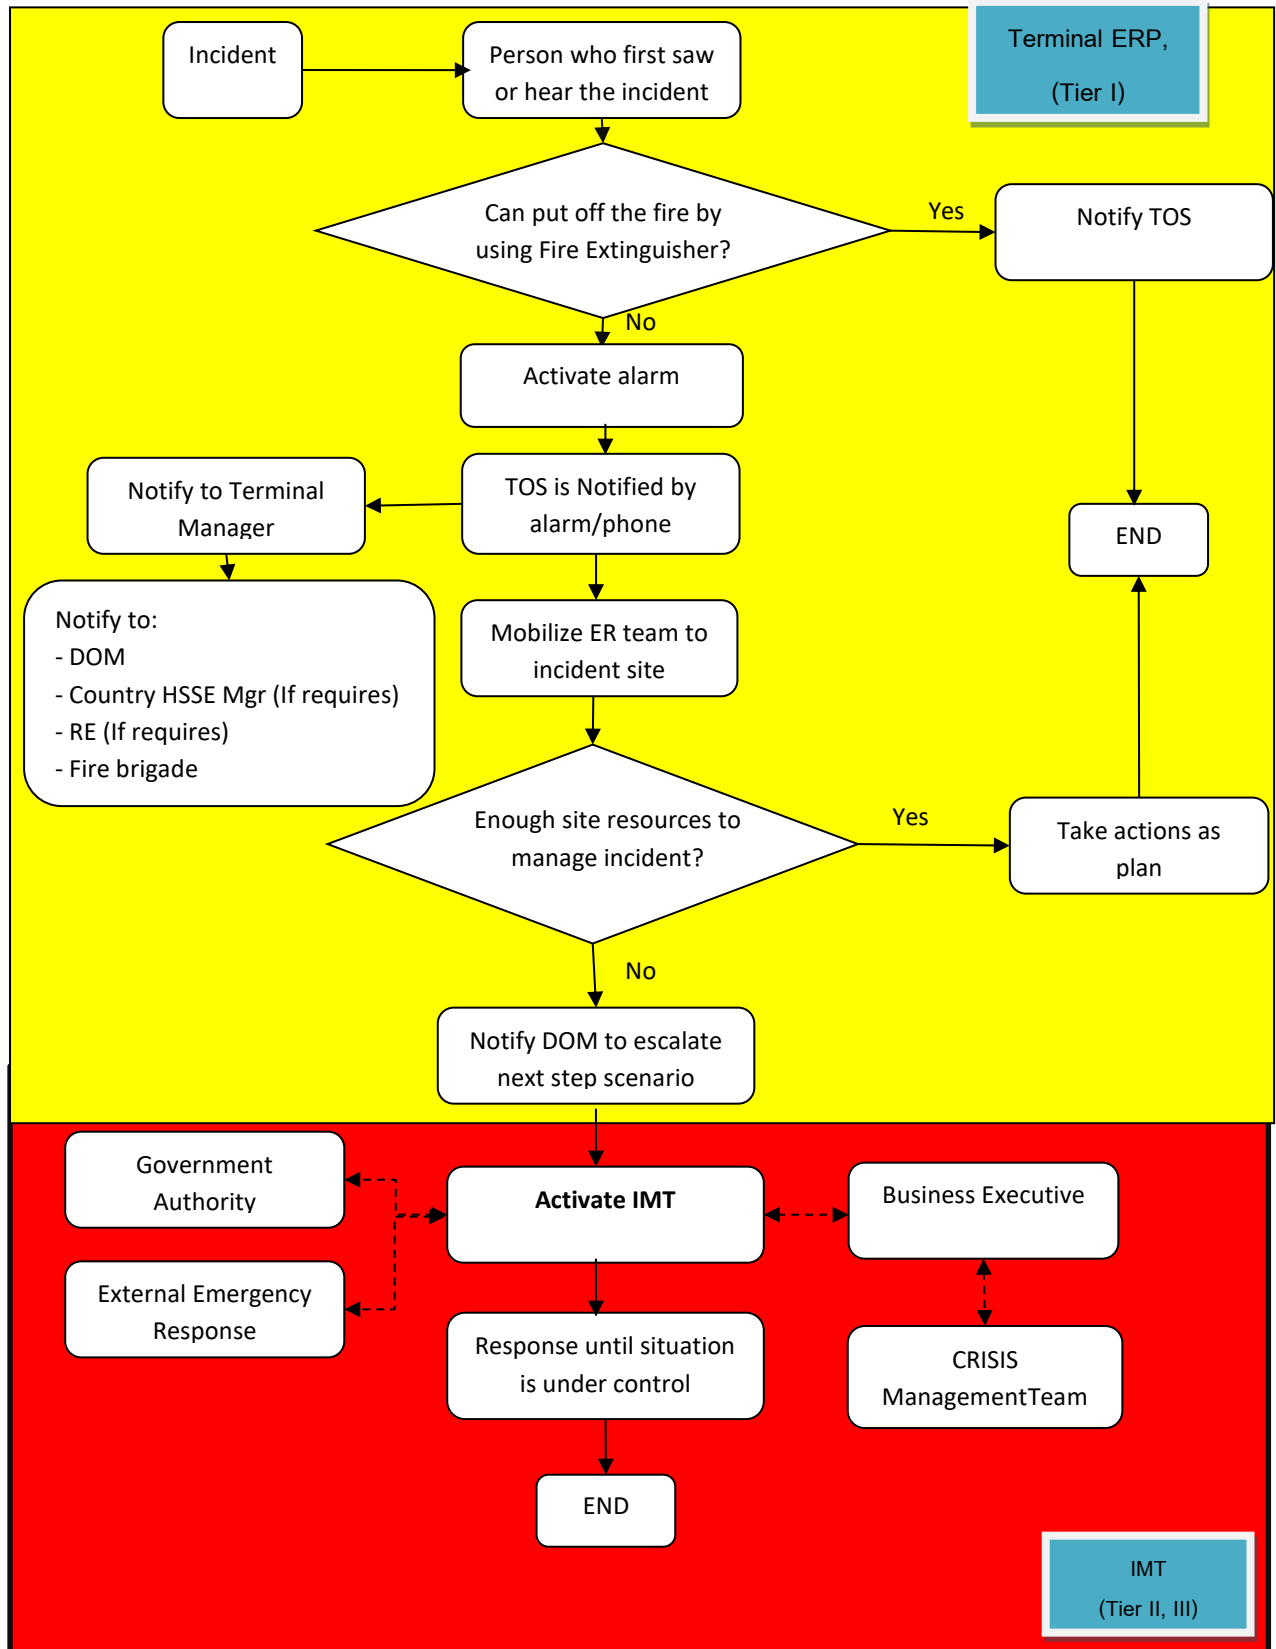 Incident
Person who first saw
or hear the incident
Terminal ERP,
(Tier I)
Can put off the fire by
using Fire Extinguisher?
Yes
Notify TOS
No
Activate alarm
Notify to Terminal
Manager
TOS is Notified by
alarm/phone
END
Notify to:
- DOM
- Country HSSE Mgr (If requires)
- RE (If requires)
- Fire brigade
Mobilize ER team to
incident site
Enough site resources to
manage incident?
Yes
Take actions as
plan
No
Notify DOM to escalate
next step scenario
Government
Authority
Activate IMT
Business Executive
External Emergency
Response
Response until situation
is under control
CRISIS
ManagementTeam
END
IMT
(Tier II, III)